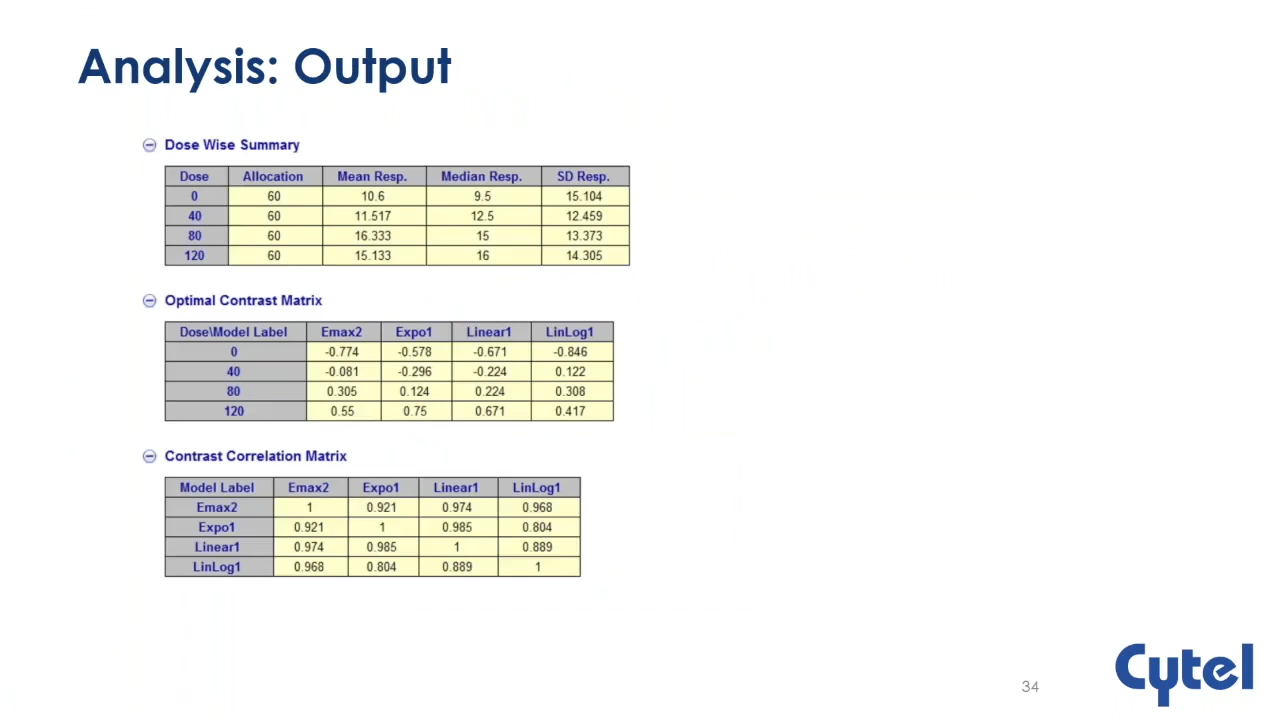 Analysis: Output
Dose Wise Summary
Dose Allocation Mean Resp. Median Resp. SD Resp.
0 60 10.6 9.5 15.104
40 60 11.517 12.5 12.459
80 60 16.333 15 13.373
120 60 15.133 16 14.305
Optimal Contrast Matrix
Dose\Model Label Emax2 Expo1 Linear1 LinLog1
0 -0.774 -0.578 -0.671 -0.846
40 -0.081 -0.296 -0.224 0.122
80 0.305 0.124 0.224 0.308
120 0.55 0.75 0.671 0.417
Contrast Correlation Matrix
Model Label Emax2 Expo1 Linear1 LinLog1
Emax2 1 0.921 0.974 0.968
Expo1 0.921 1 0.985 0.804
Linear1 0.974 0.985 1 0.889
LinLog1 0.968 0.804 0.889 1
34
Cytel